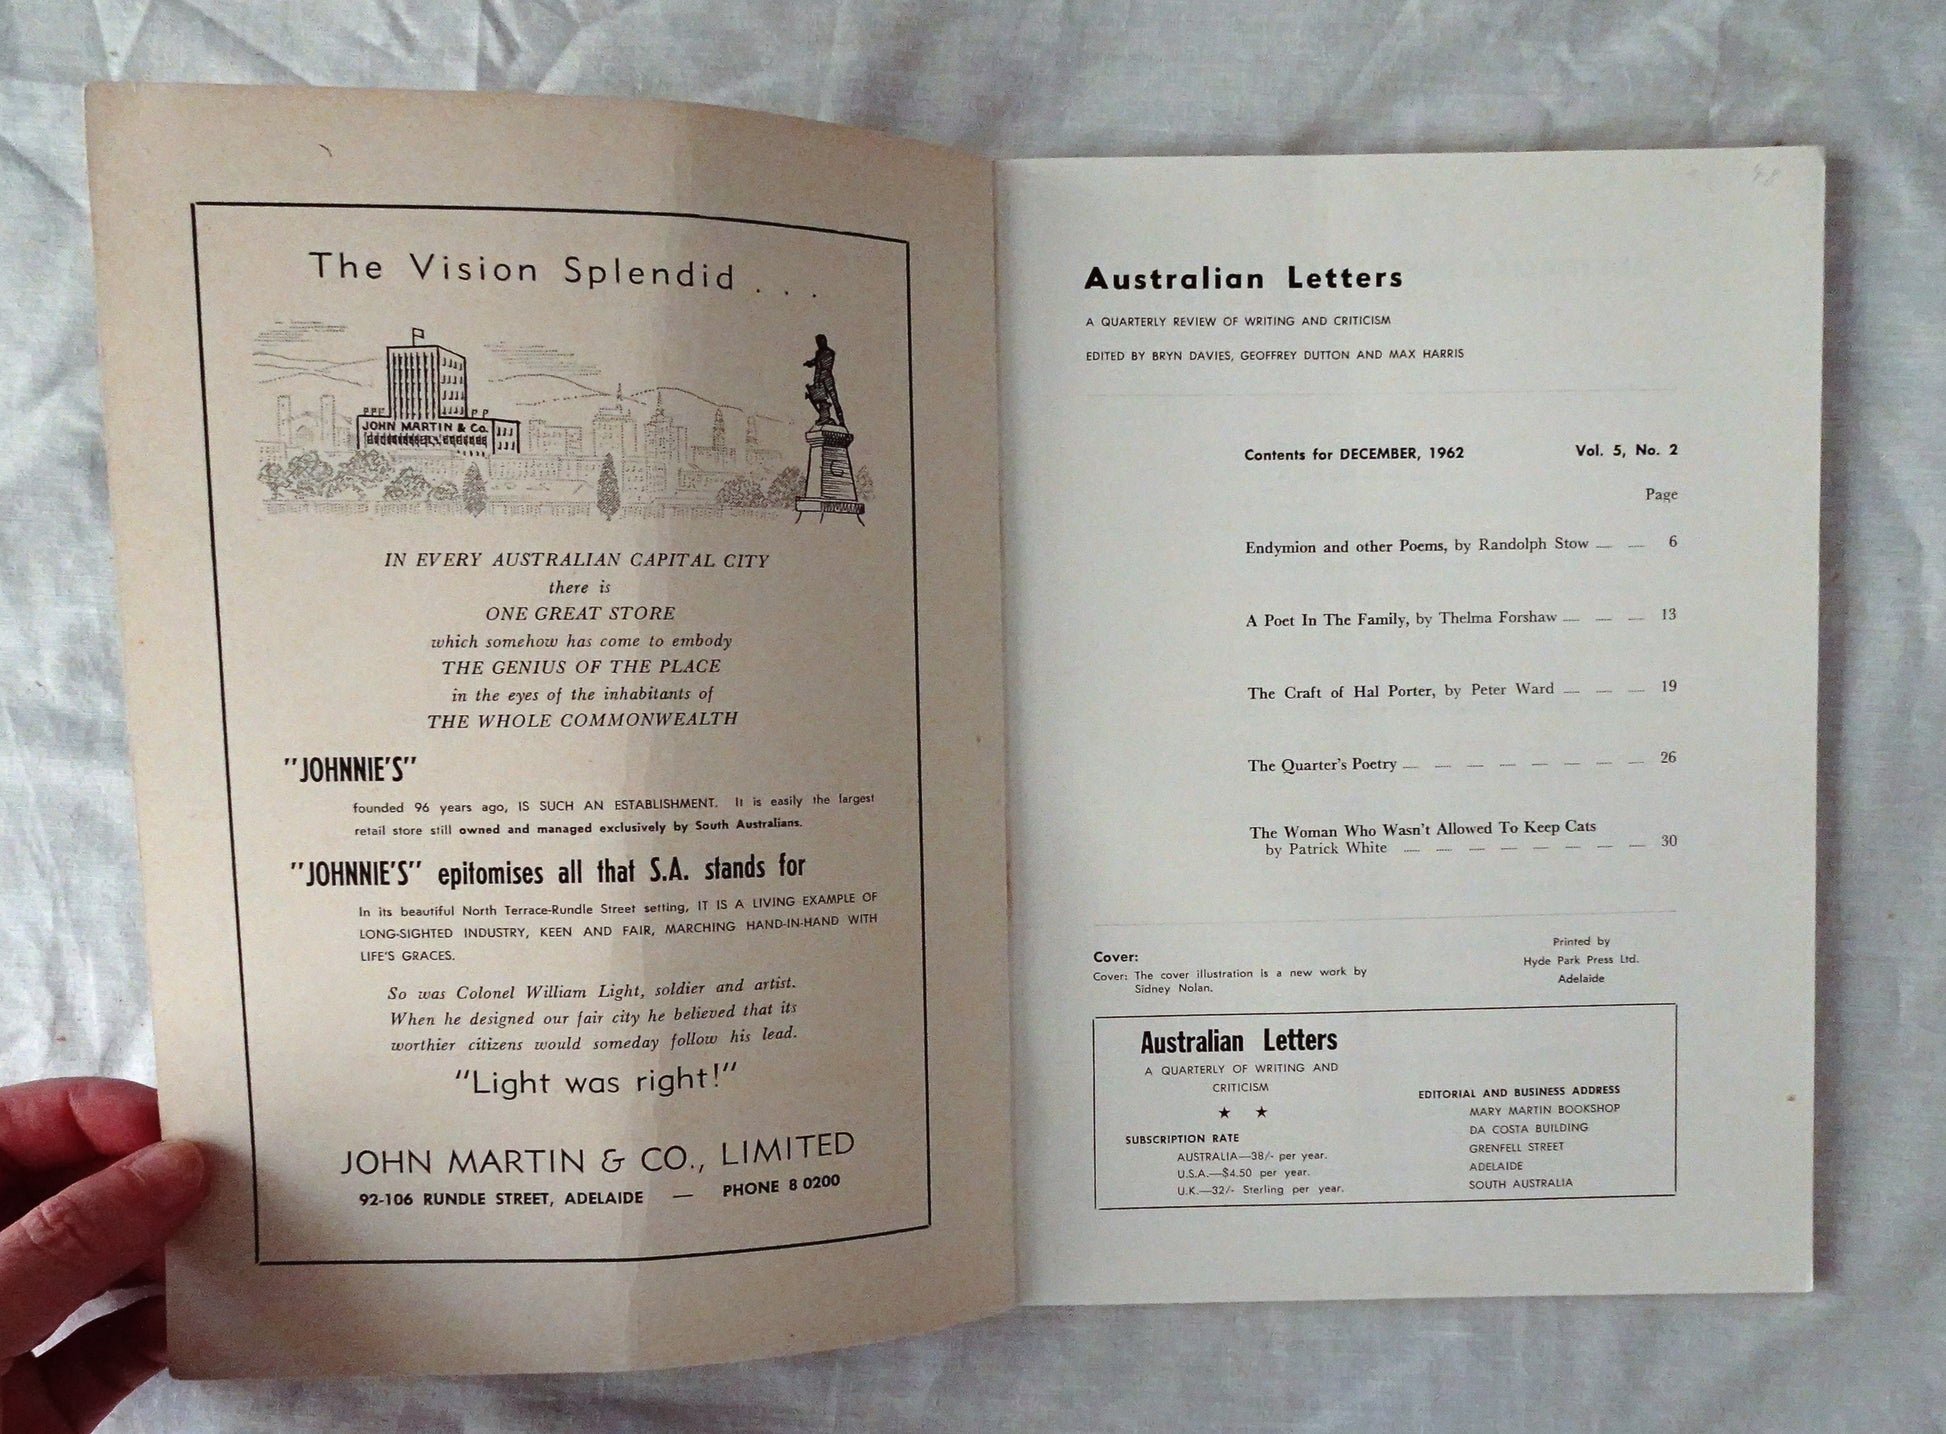 The Vision Splendid . . .
JOHN MARTIN & Co.
IN EVERY AUSTRALIAN CAPITAL CITY
there is
ONE GREAT STORE
which somehow has come to embody
THE GENIUS OF THE PLACE
in the eyes of the inhabitants of
THE WHOLE COMMONWEALTH
"JOHNNIE'S"
founded 96 years ago, IS SUCH AN ESTABLISHMENT. It is easily the largest
retail store still owned and managed exclusively by South Australians.
"JOHNNIE'S" epitomises all that S.A. stands for
In its beautiful North Terrace-Rundle Street setting, IT IS A LIVING EXAMPLE OF
LONG-SIGHTED INDUSTRY, KEEN AND FAIR, MARCHING HAND-IN-HAND WITH
LIFE'S GRACES.
So was Colonel William Light, soldier and artist.
When he designed our fair city he believed that its
worthier citizens would someday follow his lead.
"Light was right!"
JOHN MARTIN & CO., LIMITED
92-106 RUNDLE STREET, ADELAIDE — PHONE 8 0200
Australian Letters
A QUARTERLY REVIEW OF WRITING AND CRITICISM
EDITED BY BRYN DAVIES, GEOFFREY DUTTON AND MAX HARRIS
Contents for DECEMBER, 1962 Vol. 5, No. 2
Page
Endymion and other Poems, by Randolph Stow 6
A Poet In The Family, by Thelma Forshaw 13
The Craft of Hal Porter, by Peter Ward 19
The Quarter's Poetry 26
The Woman Who Wasn't Allowed To Keep Cats
by Patrick White 30
Cover:
Cover: The cover illustration is a new work by
Sidney Nolan.
Printed by
Hyde Park Press Ltd.
Adelaide
Australian Letters
A QUARTERLY OF WRITING AND
CRITICISM
★ ★
SUBSCRIPTION RATE
AUSTRALIA—38/- per year.
U.S.A.—$4.50 per year.
U.K.—32/- Sterling per year.
EDITORIAL AND BUSINESS ADDRESS
MARY MARTIN BOOKSHOP
DA COSTA BUILDING
GRENFELL STREET
ADELAIDE
SOUTH AUSTRALIA